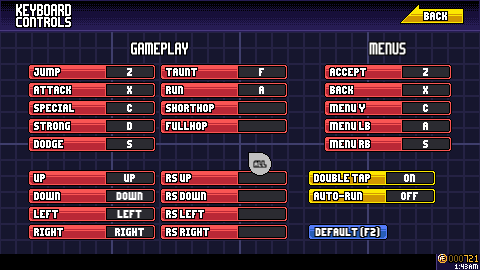 KEYBOARD
CONTROLS
BACK
GAMEPLAY
MENUS
JUMP Z
TAUNT F
ACCEPT Z
ATTACK X
RUN A
BACK X
SPECIAL C
SHORTHOP
MENU Y C
STRONG D
FULLHOP
MENU LB A
DODGE S
MENU RB S
ALL
UP UP
RS UP
DOUBLE TAP ON
DOWN DOWN
RS DOWN
AUTO-RUN OFF
LEFT LEFT
RS LEFT
RIGHT RIGHT
RS RIGHT
DEFAULT (F2)
000721
1:43AM